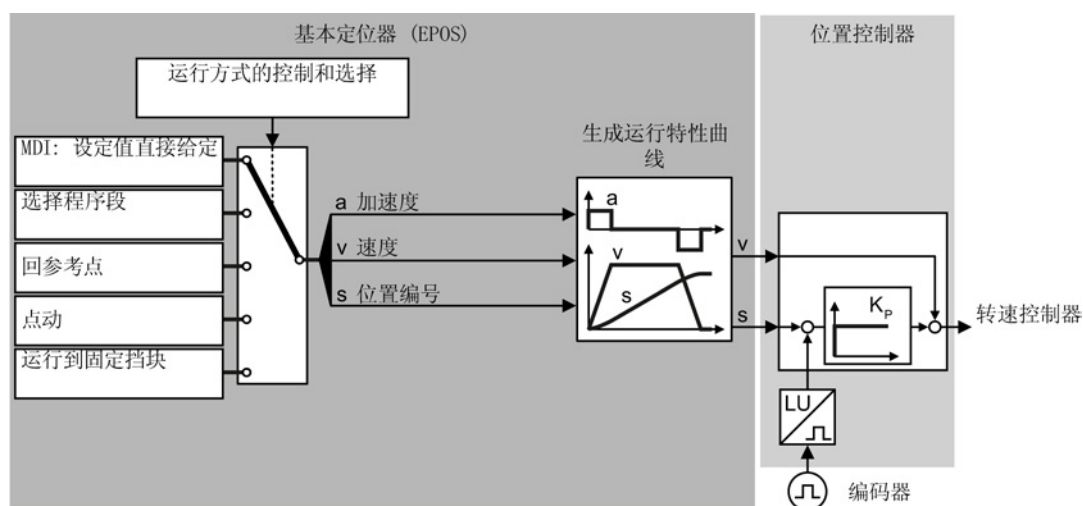 基本定位器 (EPOS)
位置控制器
运行方式的控制和选择
MDI: 设定值直接给定
选择程序段
回参考点
点动
运行到固定挡块
a 加速度
v 速度
s 位置编号
生成运行特性曲
线
a
v
s
v
s
K_P
转速控制器
LU
编码器